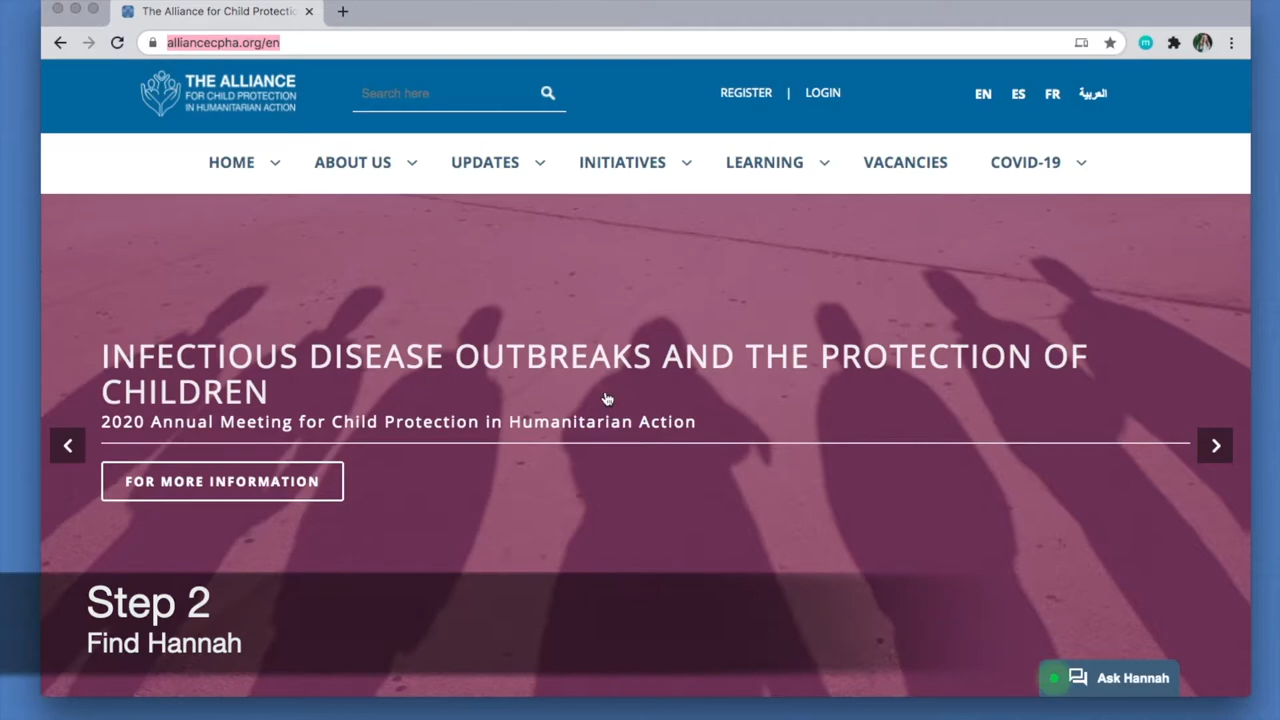 The Alliance for Child Protectic
alliancecpha.org/en
m
THE ALLIANCE
FOR CHILD PROTECTION
IN HUMANITARIAN ACTION
Search here
REGISTER | LOGIN
EN ES FR العربية
HOME ABOUT US UPDATES INITIATIVES LEARNING VACANCIES COVID-19
INFECTIOUS DISEASE OUTBREAKS AND THE PROTECTION OF
CHILDREN
2020 Annual Meeting for Child Protection in Humanitarian Action
FOR MORE INFORMATION
Step 2
Find Hannah
Ask Hannah